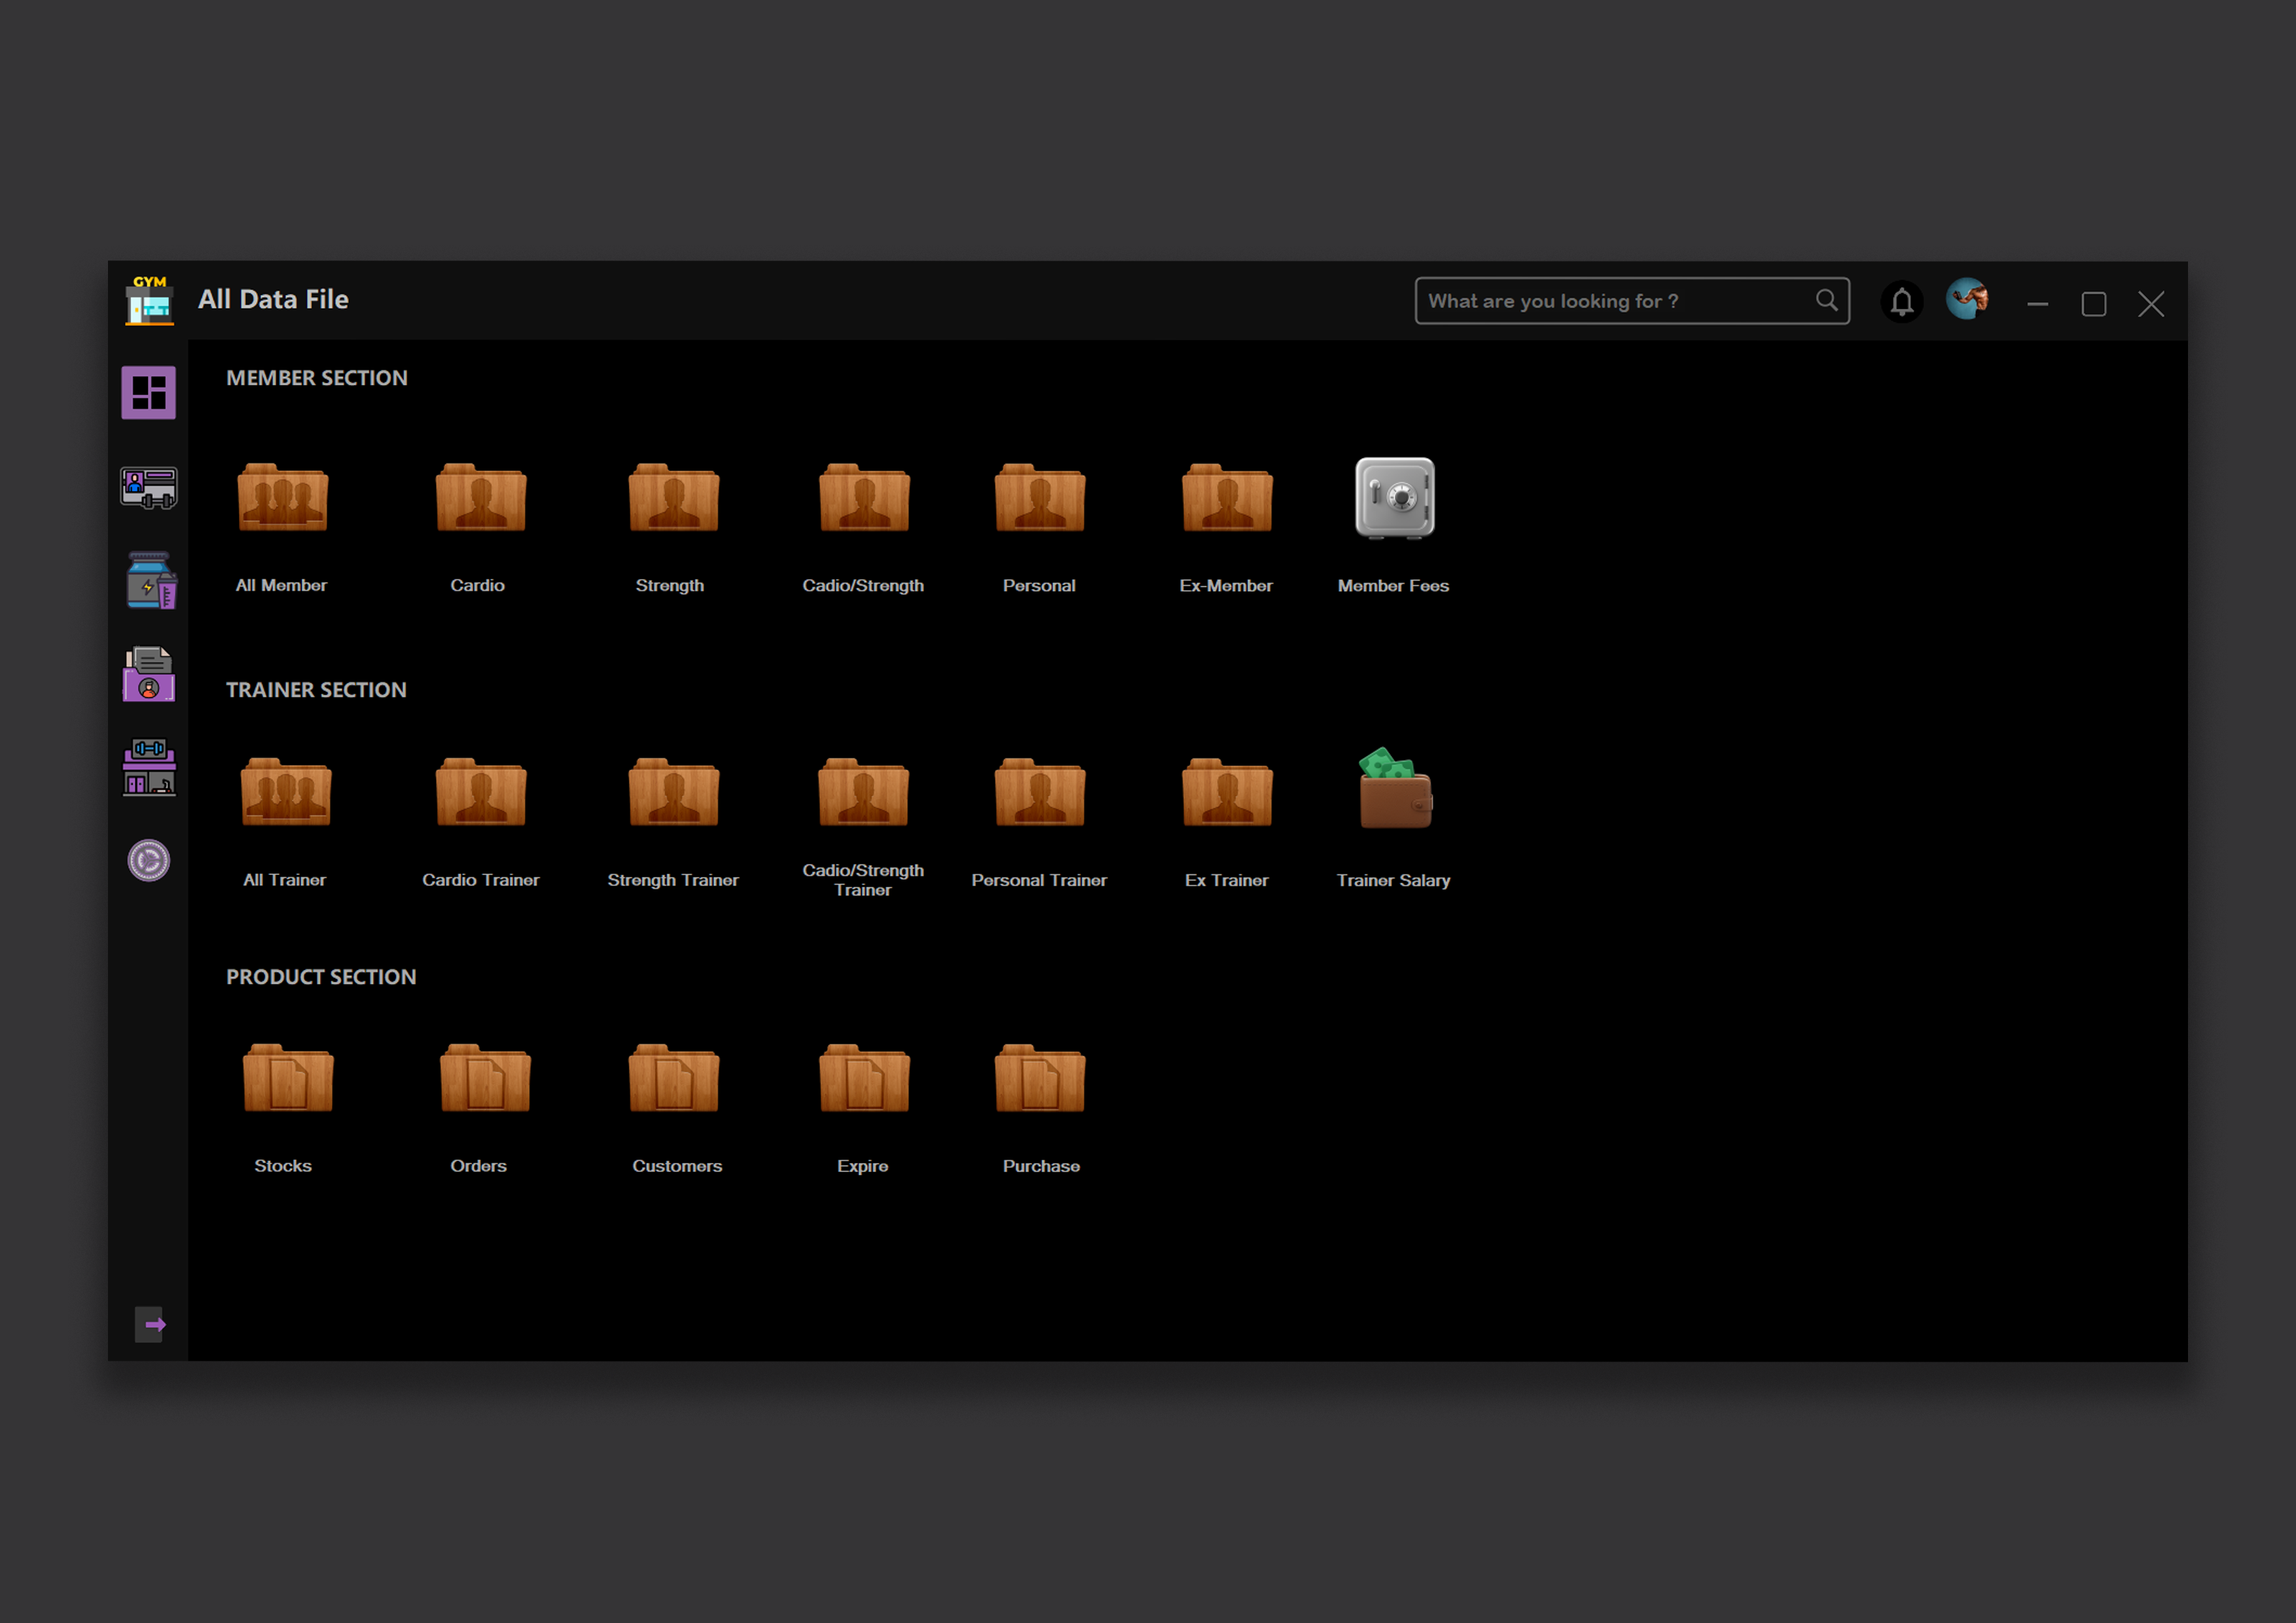 GYM
All Data File
What are you looking for ?
MEMBER SECTION
All Member
Cardio
Strength
Cadio/Strength
Personal
Ex-Member
Member Fees
TRAINER SECTION
All Trainer
Cardio Trainer
Strength Trainer
Cadio/Strength
Trainer
Personal Trainer
Ex Trainer
Trainer Salary
PRODUCT SECTION
Stocks
Orders
Customers
Expire
Purchase